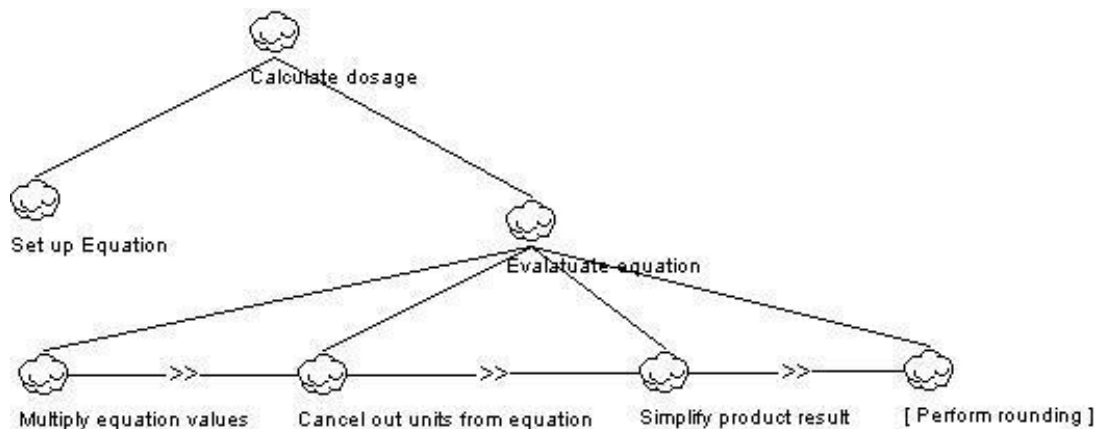 Calculate dosage
Set up Equation
Evalatuate equation
>> >> >>
Multiply equation values
Cancel out units from equation
Simplify product result
[ Perform rounding ]